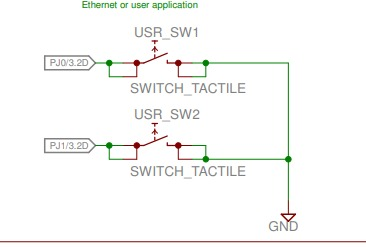 Ethernet or user application
USR_SW1
PJ0/3.2D
SWITCH_TACTILE
USR_SW2
PJ1/3.2D
SWITCH_TACTILE
GND